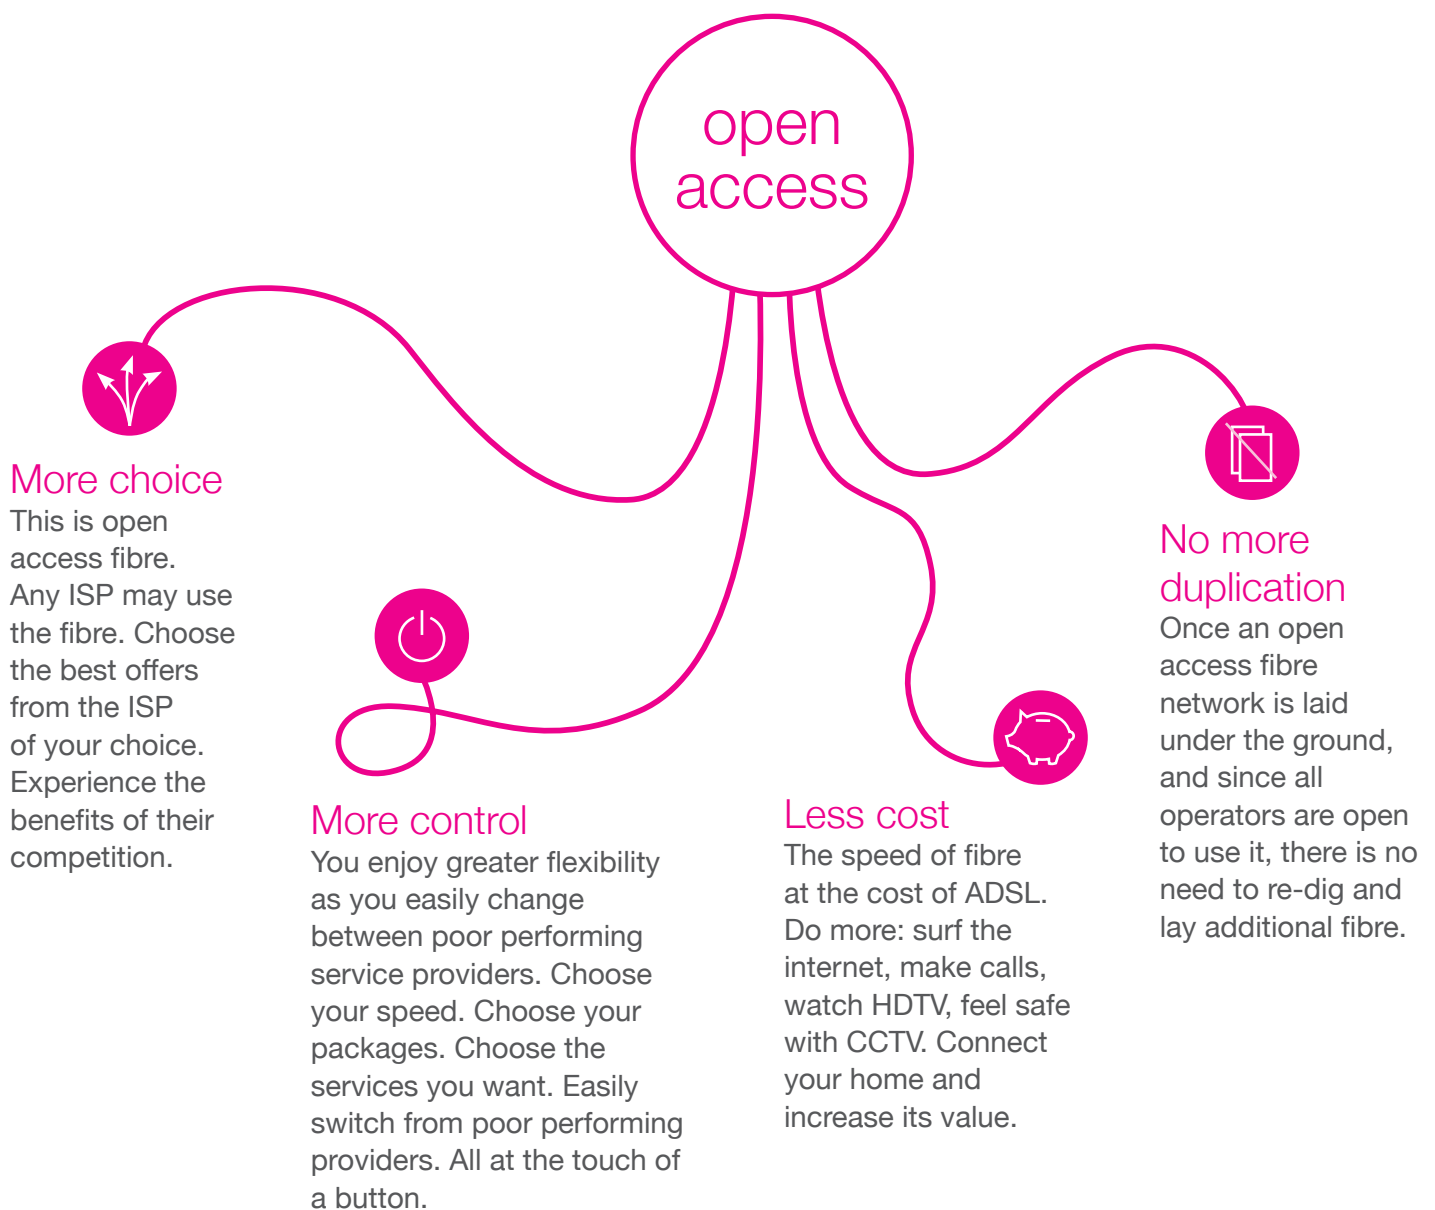 open
access
More choice
This is open
access fibre.
Any ISP may use
the fibre. Choose
the best offers
from the ISP
of your choice.
Experience the
benefits of their
competition.
More control
You enjoy greater flexibility
as you easily change
between poor performing
service providers. Choose
your speed. Choose your
packages. Choose the
services you want. Easily
switch from poor performing
providers. All at the touch of
a button.
Less cost
The speed of fibre
at the cost of ADSL.
Do more: surf the
internet, make calls,
watch HDTV, feel safe
with CCTV. Connect
your home and
increase its value.
No more
duplication
Once an open
access fibre
network is laid
under the ground,
and since all
operators are open
to use it, there is no
need to re-dig and
lay additional fibre.